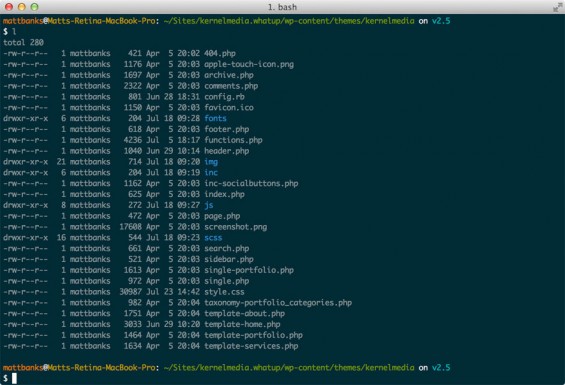 1. bash
mattbanks@Matts-Retina-MacBook-Pro: ~/Sites/kernelmedia.whatup/wp-content/themes/kernelmedia on v2.5
$ l
total 280
-rw-r--r--   1 mattbanks    421 Apr  5 20:02 404.php
-rw-r--r--   1 mattbanks   1176 Apr  5 20:03 apple-touch-icon.png
-rw-r--r--   1 mattbanks   1697 Apr  5 20:03 archive.php
-rw-r--r--   1 mattbanks   2322 Apr  5 20:03 comments.php
-rw-r--r--   1 mattbanks    801 Jun 28 18:31 config.rb
-rw-r--r--   1 mattbanks   1150 Apr  5 20:03 favicon.ico
drwxr-xr-x   6 mattbanks    204 Jul 18 09:28 fonts
-rw-r--r--   1 mattbanks    618 Apr  5 20:03 footer.php
-rw-r--r--   1 mattbanks   4236 Jul  5 18:17 functions.php
-rw-r--r--   1 mattbanks   1040 Jun 29 10:14 header.php
drwxr-xr-x  21 mattbanks    714 Jul 18 09:20 img
drwxr-xr-x   6 mattbanks    204 Jul 18 09:19 inc
-rw-r--r--   1 mattbanks   1162 Apr  5 20:03 inc-socialbuttons.php
-rw-r--r--   1 mattbanks    625 Apr  5 20:03 index.php
drwxr-xr-x   8 mattbanks    272 Jul 18 09:27 js
-rw-r--r--   1 mattbanks    472 Apr  5 20:03 page.php
-rw-r--r--   1 mattbanks  17608 Apr  5 20:03 screenshot.png
drwxr-xr-x  16 mattbanks    544 Jul 18 09:23 scss
-rw-r--r--   1 mattbanks    661 Apr  5 20:03 search.php
-rw-r--r--   1 mattbanks    521 Apr  5 20:03 sidebar.php
-rw-r--r--   1 mattbanks   1613 Apr  5 20:03 single-portfolio.php
-rw-r--r--   1 mattbanks    972 Apr  5 20:03 single.php
-rw-r--r--   1 mattbanks  30987 Jul 23 14:42 style.css
-rw-r--r--   1 mattbanks    982 Apr  5 20:04 taxonomy-portfolio_categories.php
-rw-r--r--   1 mattbanks   1751 Apr  5 20:04 template-about.php
-rw-r--r--   1 mattbanks   3033 Jun 29 10:20 template-home.php
-rw-r--r--   1 mattbanks   1464 Apr  5 20:04 template-portfolio.php
-rw-r--r--   1 mattbanks   1634 Apr  5 20:04 template-services.php
mattbanks@Matts-Retina-MacBook-Pro: ~/Sites/kernelmedia.whatup/wp-content/themes/kernelmedia on v2.5
$